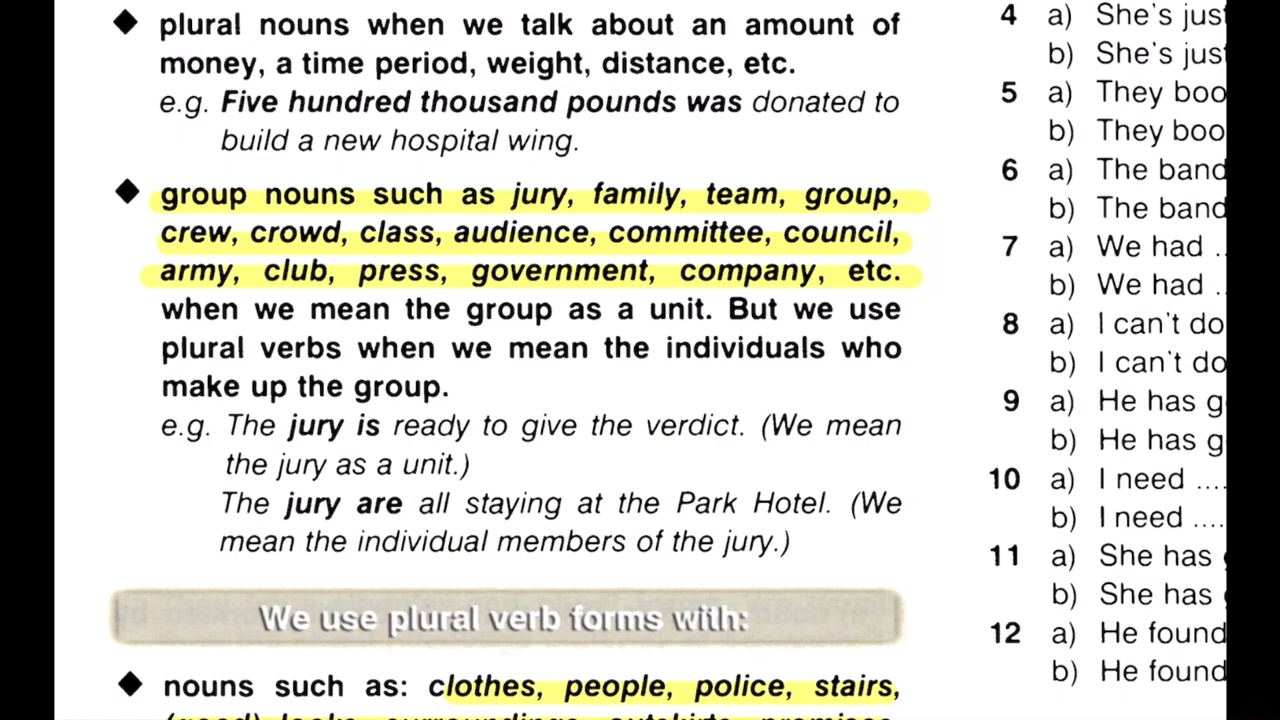 ◆ plural nouns when we talk about an amount of
money, a time period, weight, distance, etc.
e.g. Five hundred thousand pounds was donated to
build a new hospital wing.
◆ group nouns such as jury, family, team, group,
crew, crowd, class, audience, committee, council,
army, club, press, government, company, etc.
when we mean the group as a unit. But we use
plural verbs when we mean the individuals who
make up the group.
e.g. The jury is ready to give the verdict. (We mean
the jury as a unit.)
The jury are all staying at the Park Hotel. (We
mean the individual members of the jury.)
We use plural verb forms with:
◆ nouns such as: clothes, people, police, stairs,
(good) looks, surroundings, outskirts, premises,
4 a) She's just
b) She's just
5 a) They boo
b) They boo
6 a) The band
b) The band
7 a) We had ..
b) We had ..
8 a) I can't do
b) I can't do
9 a) He has g
b) He has g
10 a) I need ....
b) I need ....
11 a) She has
b) She has
12 a) He found
b) He found